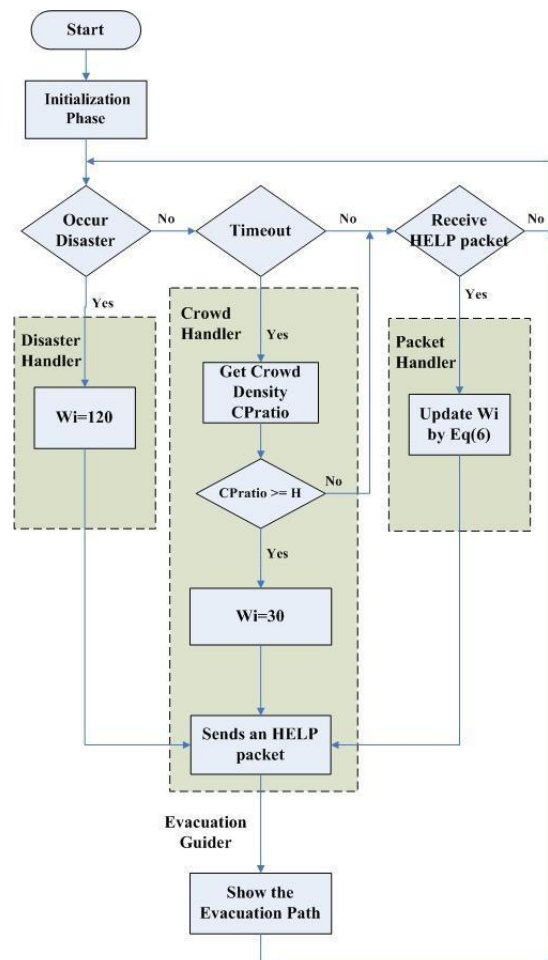 Start
Initialization
Phase
Occur
Disaster
No
Timeout
No
Receive
HELP packet
No
Yes
Disaster
Handler
Wi=120
Crowd
Handler
Yes
Get Crowd
Density
CPratio
CPratio >= H
No
Yes
Wi=30
Sends an HELP
packet
Yes
Packet
Handler
Update Wi
by Eq(6)
Evacuation
Guider
Show the
Evacuation Path